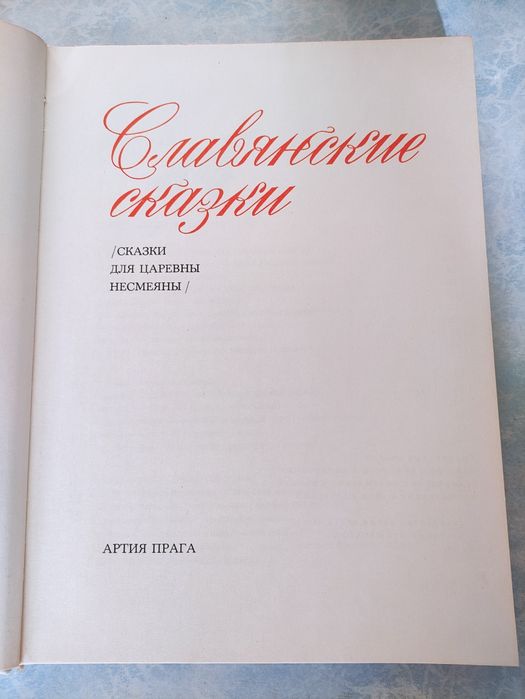 Славянские
сказки
/СКАЗКИ
ДЛЯ ЦАРЕВНЫ
НЕСМЕЯНЫ/
АРТИЯ ПРАГА